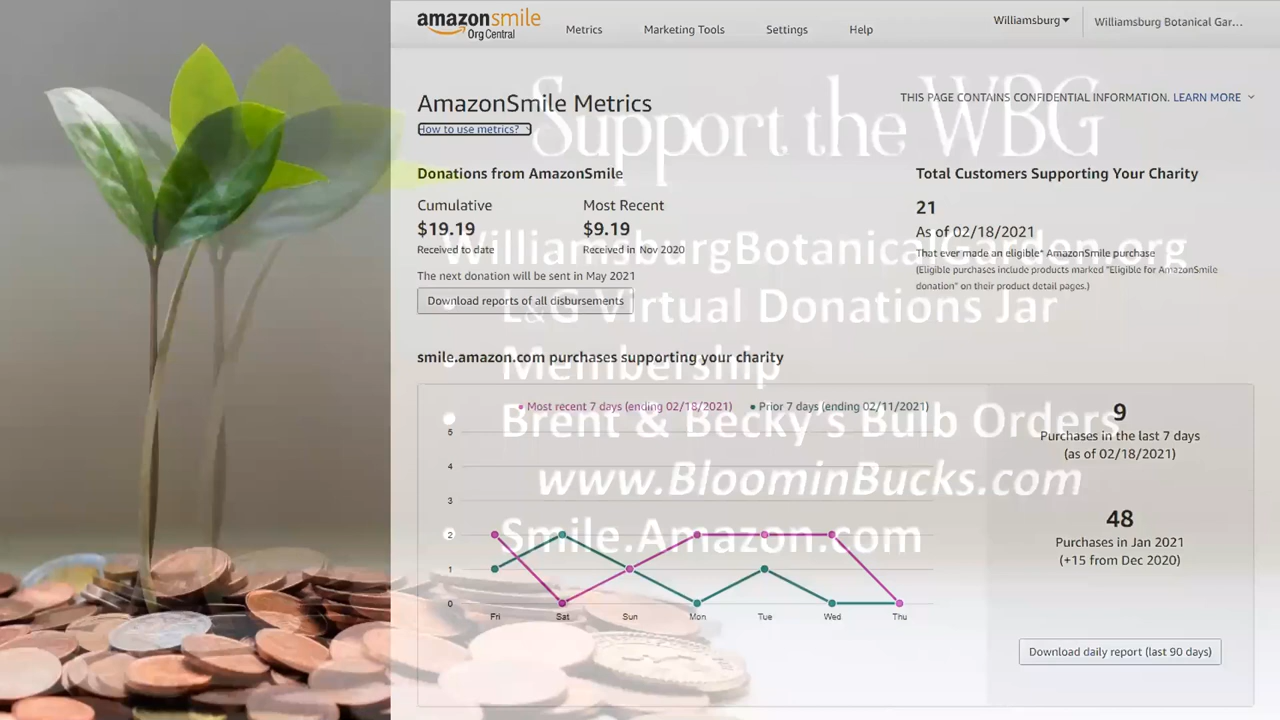 amazonsmile
Org Central
Metrics
Marketing Tools
Settings
Help
Williamsburg
Williamsburg Botanical Gar...
Support the WBG
AmazonSmile Metrics
How to use metrics?
THIS PAGE CONTAINS CONFIDENTIAL INFORMATION. LEARN MORE
Donations from AmazonSmile
Cumulative
$19.19
Received to date
Most Recent
$9.19
Received in Nov 2020
The next donation will be sent in May 2021
Download reports of all disbursements
Total Customers Supporting Your Charity
21
As of 02/18/2021
That ever made an eligible* AmazonSmile purchase
(Eligible purchases include products marked "Eligible for AmazonSmile
donation" on their product detail pages.)
WilliamsburgBotanicalGarden.org
• L&G Virtual Donations Jar
• Membership
• Brent & Becky's Bulb Orders
www.BloominBucks.com
• Smile.Amazon.com
smile.amazon.com purchases supporting your charity
Most recent 7 days (ending 02/18/2021)
Prior 7 days (ending 02/11/2021)
5
4
3
2
1
0
Fri
Sat
Sun
Mon
Tue
Wed
Thu
9
Purchases in the last 7 days
(as of 02/18/2021)
48
Purchases in Jan 2021
(+15 from Dec 2020)
Download daily report (last 90 days)